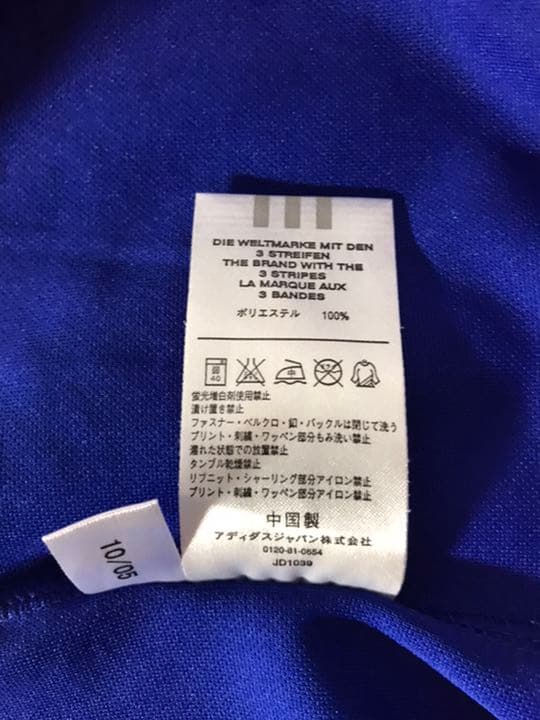 DIE WELTMARKE MIT DEN
3 STREIFEN
THE BRAND WITH THE
3 STRIPES
LA MARQUE AUX
3 BANDES
ポリエステル 100%
弱
40
中
蛍光増白剤使用禁止
漬け置き禁止
ファスナー・ベルクロ・釦・バックルは閉じて洗う
プリント・刺繍・ワッペン部分もみ洗い禁止
濡れた状態での放置禁止
タンブル乾燥禁止
リブニット・シャーリング部分アイロン禁止
プリント・刺繍・ワッペン部分アイロン禁止
中国製
アディダスジャパン株式会社
0120-81-0654
JD1039
10/05